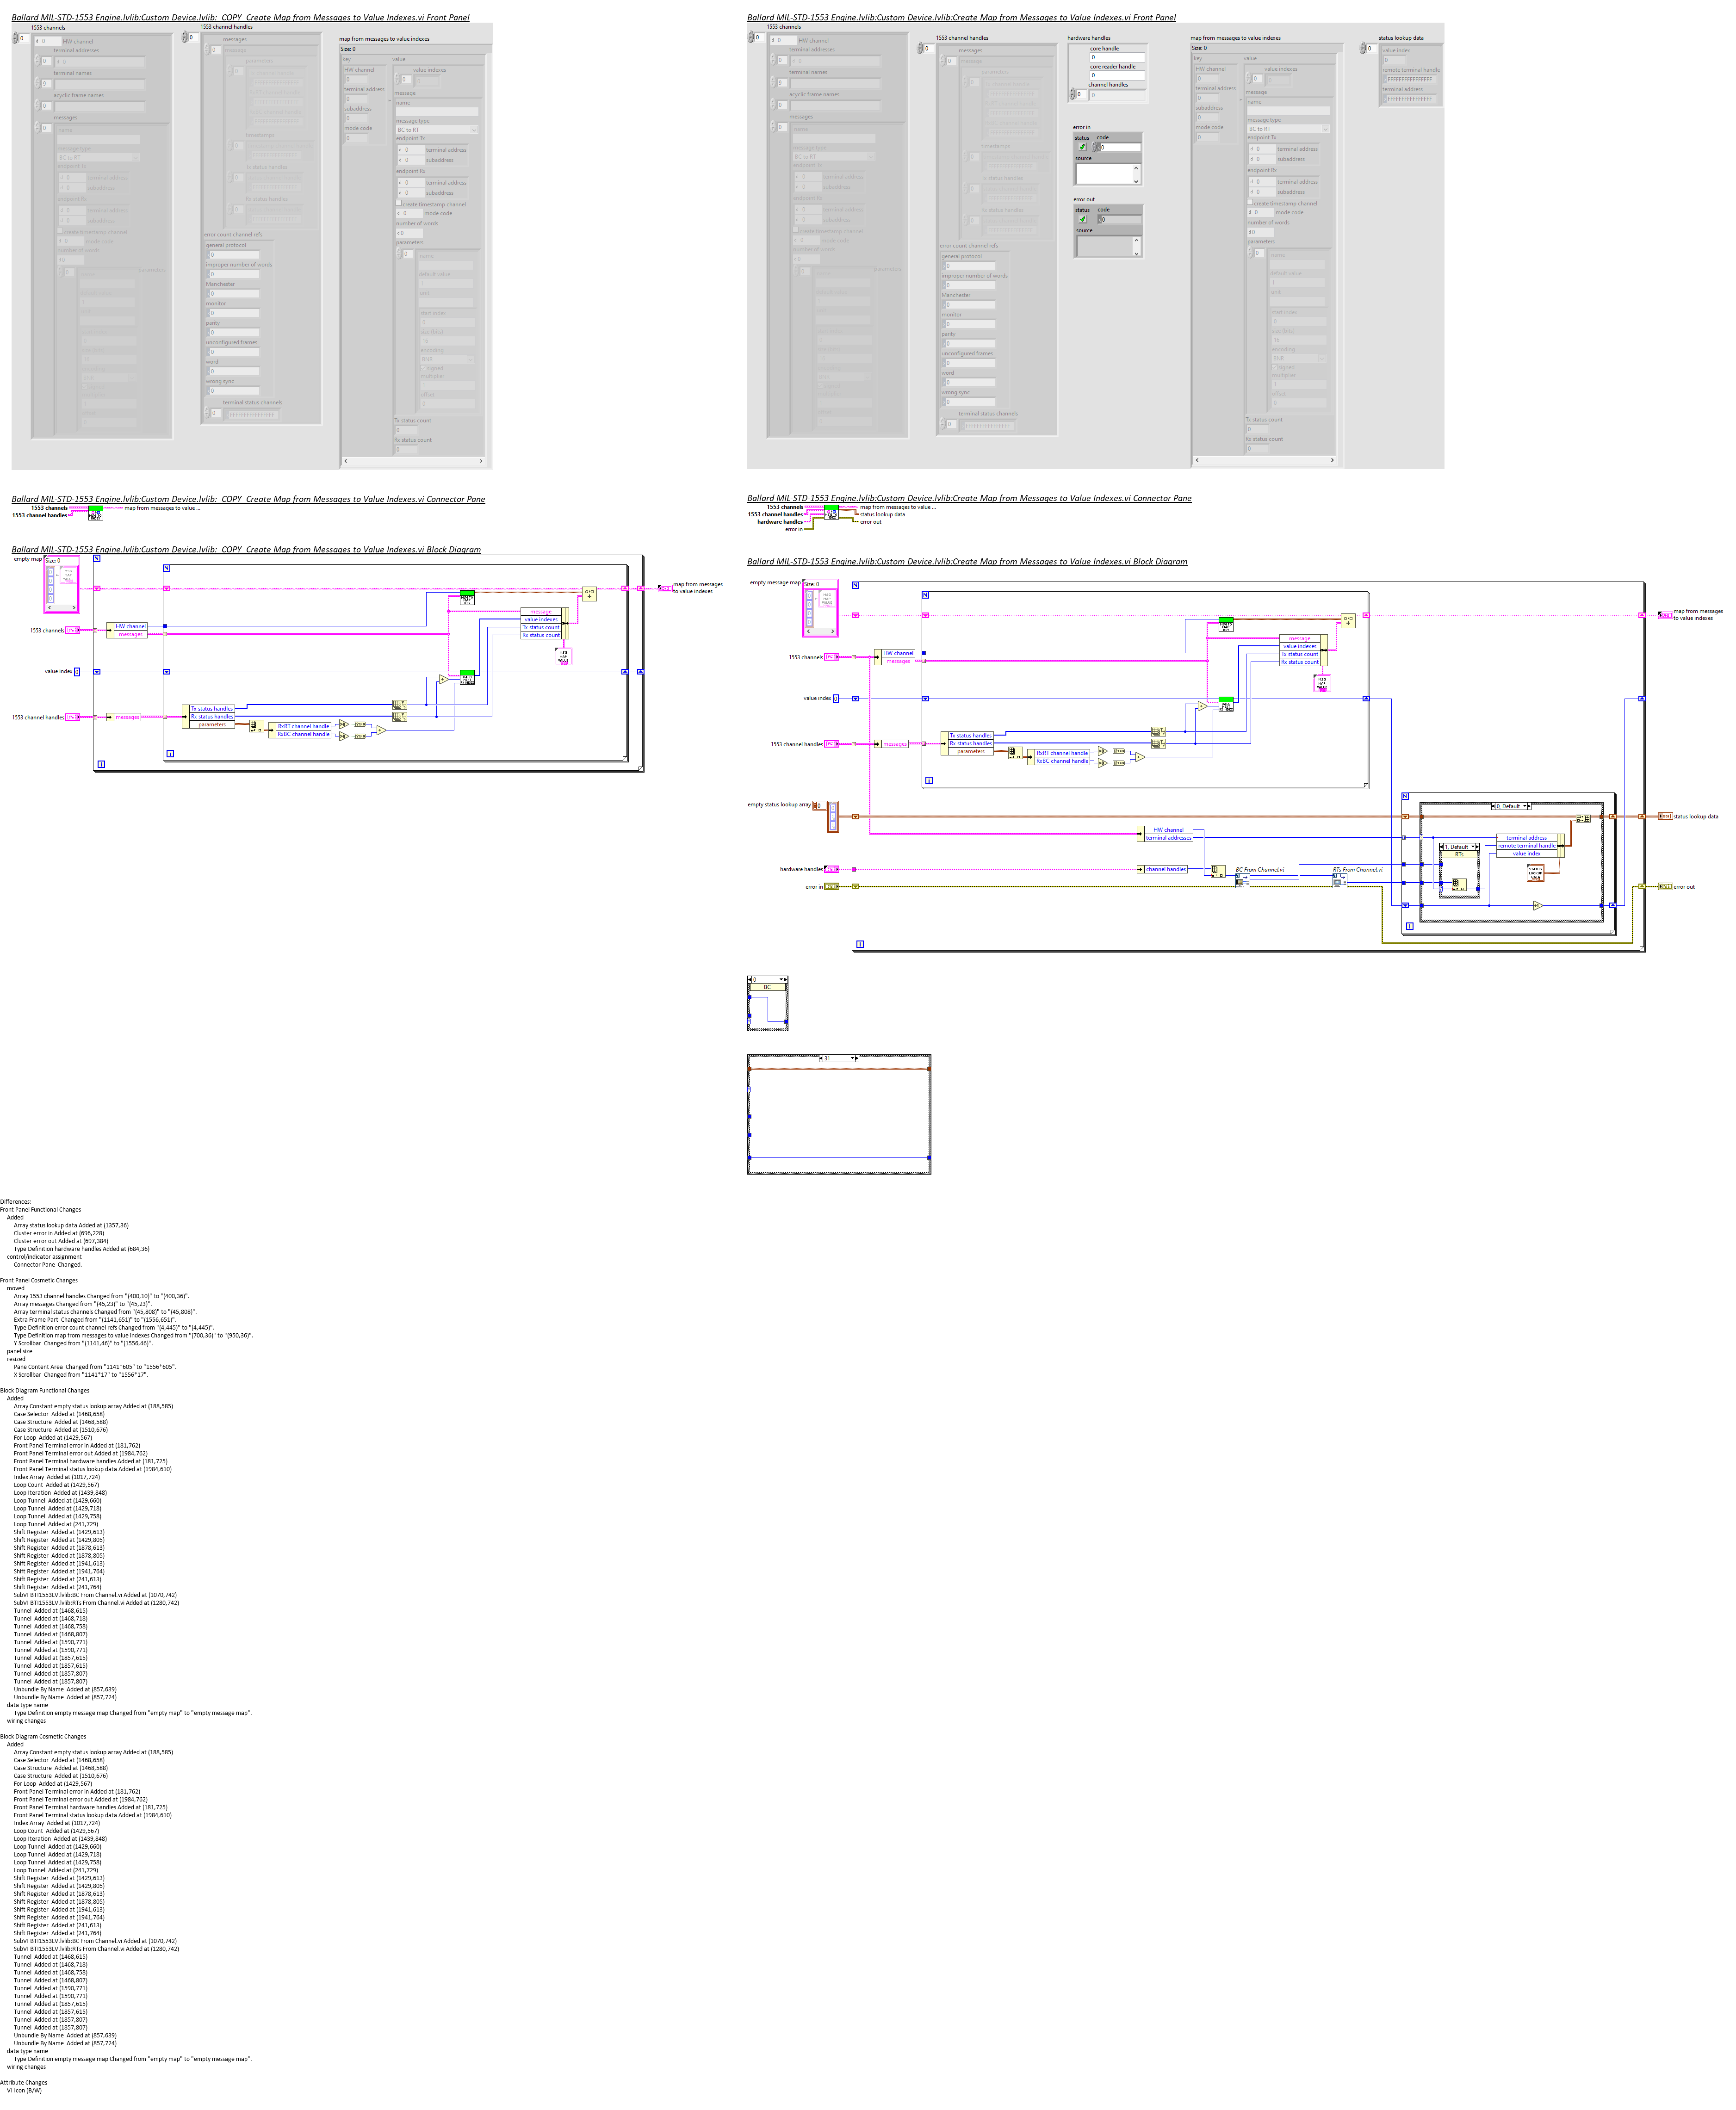 Ballard MIL-STD-1553 Engine.lvlib:Custom Device.lvlib:_COPY_Create Map from Messages to Value Indexes.vi Front Panel
1553 channels
HW channel
terminal addresses
terminal names
acyclic frame names
messages
1553 channel handles
messages
error count channel refs
general protocol
improper number of words
Manchester
monitor
parity
unconfigured frames
word
wrong sync
terminal status channels
map from messages to value indexes
Size: 0
key
HW channel
terminal address
subaddress
mode code
value
value indexes
message
name
message type
BC to RT
endpoint Tx
terminal address
subaddress
endpoint Rx
terminal address
subaddress
create timestamp channel
mode code
number of words
parameters
Tx status count
Rx status count
Ballard MIL-STD-1553 Engine.lvlib:Custom Device.lvlib:Create Map from Messages to Value Indexes.vi Front Panel
1553 channels
HW channel
terminal addresses
terminal names
acyclic frame names
messages
1553 channel handles
messages
error count channel refs
general protocol
improper number of words
Manchester
monitor
parity
unconfigured frames
word
wrong sync
terminal status channels
hardware handles
core handle
0
core reader handle
0
channel handles
error in
status code
source
error out
status code
source
map from messages to value indexes
Size: 0
key
HW channel
terminal address
subaddress
mode code
value
value indexes
message
name
message type
BC to RT
endpoint Tx
terminal address
subaddress
endpoint Rx
terminal address
subaddress
create timestamp channel
mode code
number of words
parameters
Tx status count
Rx status count
status lookup data
value index
remote terminal handle
terminal address
Ballard MIL-STD-1553 Engine.lvlib:Custom Device.lvlib:_COPY_Create Map from Messages to Value Indexes.vi Connector Pane
1553 channels
1553 channel handles
map from messages to value ...
Ballard MIL-STD-1553 Engine.lvlib:Custom Device.lvlib:Create Map from Messages to Value Indexes.vi Connector Pane
1553 channels
1553 channel handles
hardware handles
error in
map from messages to value ...
status lookup data
error out
Ballard MIL-STD-1553 Engine.lvlib:Custom Device.lvlib:_COPY_Create Map from Messages to Value Indexes.vi Block Diagram
empty map
Size: 0
1553 channels
HW channel
messages
value index
1553 channel handles
messages
Tx status handles
Rx status handles
parameters
RxRT channel handle
RxBC channel handle
message
value indexes
Tx status count
Rx status count
map from messages
to value indexes
Ballard MIL-STD-1553 Engine.lvlib:Custom Device.lvlib:Create Map from Messages to Value Indexes.vi Block Diagram
empty message map
Size: 0
1553 channels
HW channel
messages
value index
1553 channel handles
messages
Tx status handles
Rx status handles
parameters
RxRT channel handle
RxBC channel handle
message
value indexes
Tx status count
Rx status count
map from messages
to value indexes
empty status lookup array
HW channel
terminal addresses
hardware handles
channel handles
error in
BC From Channel.vi
RTs From Channel.vi
0, Default
1, Default
RTs
terminal address
remote terminal handle
value index
status lookup data
error out
0
BC
31
Differences:
Front Panel Functional Changes
Added
Array status lookup data Added at (1357,36)
Cluster error in Added at (696,228)
Cluster error out Added at (697,384)
Type Definition hardware handles Added at (684,36)
control/indicator assignment
Connector Pane  Changed.
Front Panel Cosmetic Changes
moved
Array 1553 channel handles Changed from "(400,10)" to "(400,36)".
Array messages Changed from "(45,23)" to "(45,23)".
Array terminal status channels Changed from "(45,808)" to "(45,808)".
Extra Frame Part  Changed from "(1141,651)" to "(1556,651)".
Type Definition error count channel refs Changed from "(4,445)" to "(4,445)".
Type Definition map from messages to value indexes Changed from "(700,36)" to "(950,36)".
Y Scrollbar  Changed from "(1141,46)" to "(1556,46)".
panel size
resized
Pane Content Area  Changed from "1141*605" to "1556*605".
X Scrollbar  Changed from "1141*17" to "1556*17".
Block Diagram Functional Changes
Added
Array Constant empty status lookup array Added at (188,585)
Case Selector  Added at (1468,658)
Case Structure  Added at (1468,588)
Case Structure  Added at (1510,676)
For Loop  Added at (1429,567)
Front Panel Terminal error in Added at (181,762)
Front Panel Terminal error out Added at (1984,762)
Front Panel Terminal hardware handles Added at (181,725)
Front Panel Terminal status lookup data Added at (1984,610)
Index Array  Added at (1017,724)
Loop Count  Added at (1429,567)
Loop Iteration  Added at (1439,848)
Loop Tunnel  Added at (1429,660)
Loop Tunnel  Added at (1429,718)
Loop Tunnel  Added at (1429,758)
Loop Tunnel  Added at (241,729)
Shift Register  Added at (1429,613)
Shift Register  Added at (1429,805)
Shift Register  Added at (1878,613)
Shift Register  Added at (1878,805)
Shift Register  Added at (1941,613)
Shift Register  Added at (1941,764)
Shift Register  Added at (241,613)
Shift Register  Added at (241,764)
SubVI BTI1553LV.lvlib:BC From Channel.vi Added at (1070,742)
SubVI BTI1553LV.lvlib:RTs From Channel.vi Added at (1280,742)
Tunnel  Added at (1468,615)
Tunnel  Added at (1468,718)
Tunnel  Added at (1468,758)
Tunnel  Added at (1468,807)
Tunnel  Added at (1590,771)
Tunnel  Added at (1590,771)
Tunnel  Added at (1857,615)
Tunnel  Added at (1857,615)
Tunnel  Added at (1857,807)
Tunnel  Added at (1857,807)
Unbundle By Name  Added at (857,639)
Unbundle By Name  Added at (857,724)
data type name
Type Definition empty message map Changed from "empty map" to "empty message map".
wiring changes
Block Diagram Cosmetic Changes
Added
Array Constant empty status lookup array Added at (188,585)
Case Selector  Added at (1468,658)
Case Structure  Added at (1468,588)
Case Structure  Added at (1510,676)
For Loop  Added at (1429,567)
Front Panel Terminal error in Added at (181,762)
Front Panel Terminal error out Added at (1984,762)
Front Panel Terminal hardware handles Added at (181,725)
Front Panel Terminal status lookup data Added at (1984,610)
Index Array  Added at (1017,724)
Loop Count  Added at (1429,567)
Loop Iteration  Added at (1439,848)
Loop Tunnel  Added at (1429,660)
Loop Tunnel  Added at (1429,718)
Loop Tunnel  Added at (1429,758)
Loop Tunnel  Added at (241,729)
Shift Register  Added at (1429,613)
Shift Register  Added at (1429,805)
Shift Register  Added at (1878,613)
Shift Register  Added at (1878,805)
Shift Register  Added at (1941,613)
Shift Register  Added at (1941,764)
Shift Register  Added at (241,613)
Shift Register  Added at (241,764)
SubVI BTI1553LV.lvlib:BC From Channel.vi Added at (1070,742)
SubVI BTI1553LV.lvlib:RTs From Channel.vi Added at (1280,742)
Tunnel  Added at (1468,615)
Tunnel  Added at (1468,718)
Tunnel  Added at (1468,758)
Tunnel  Added at (1468,807)
Tunnel  Added at (1590,771)
Tunnel  Added at (1590,771)
Tunnel  Added at (1857,615)
Tunnel  Added at (1857,615)
Tunnel  Added at (1857,807)
Tunnel  Added at (1857,807)
Unbundle By Name  Added at (857,639)
Unbundle By Name  Added at (857,724)
data type name
Type Definition empty message map Changed from "empty map" to "empty message map".
wiring changes
Attribute Changes
VI Icon (B/W)